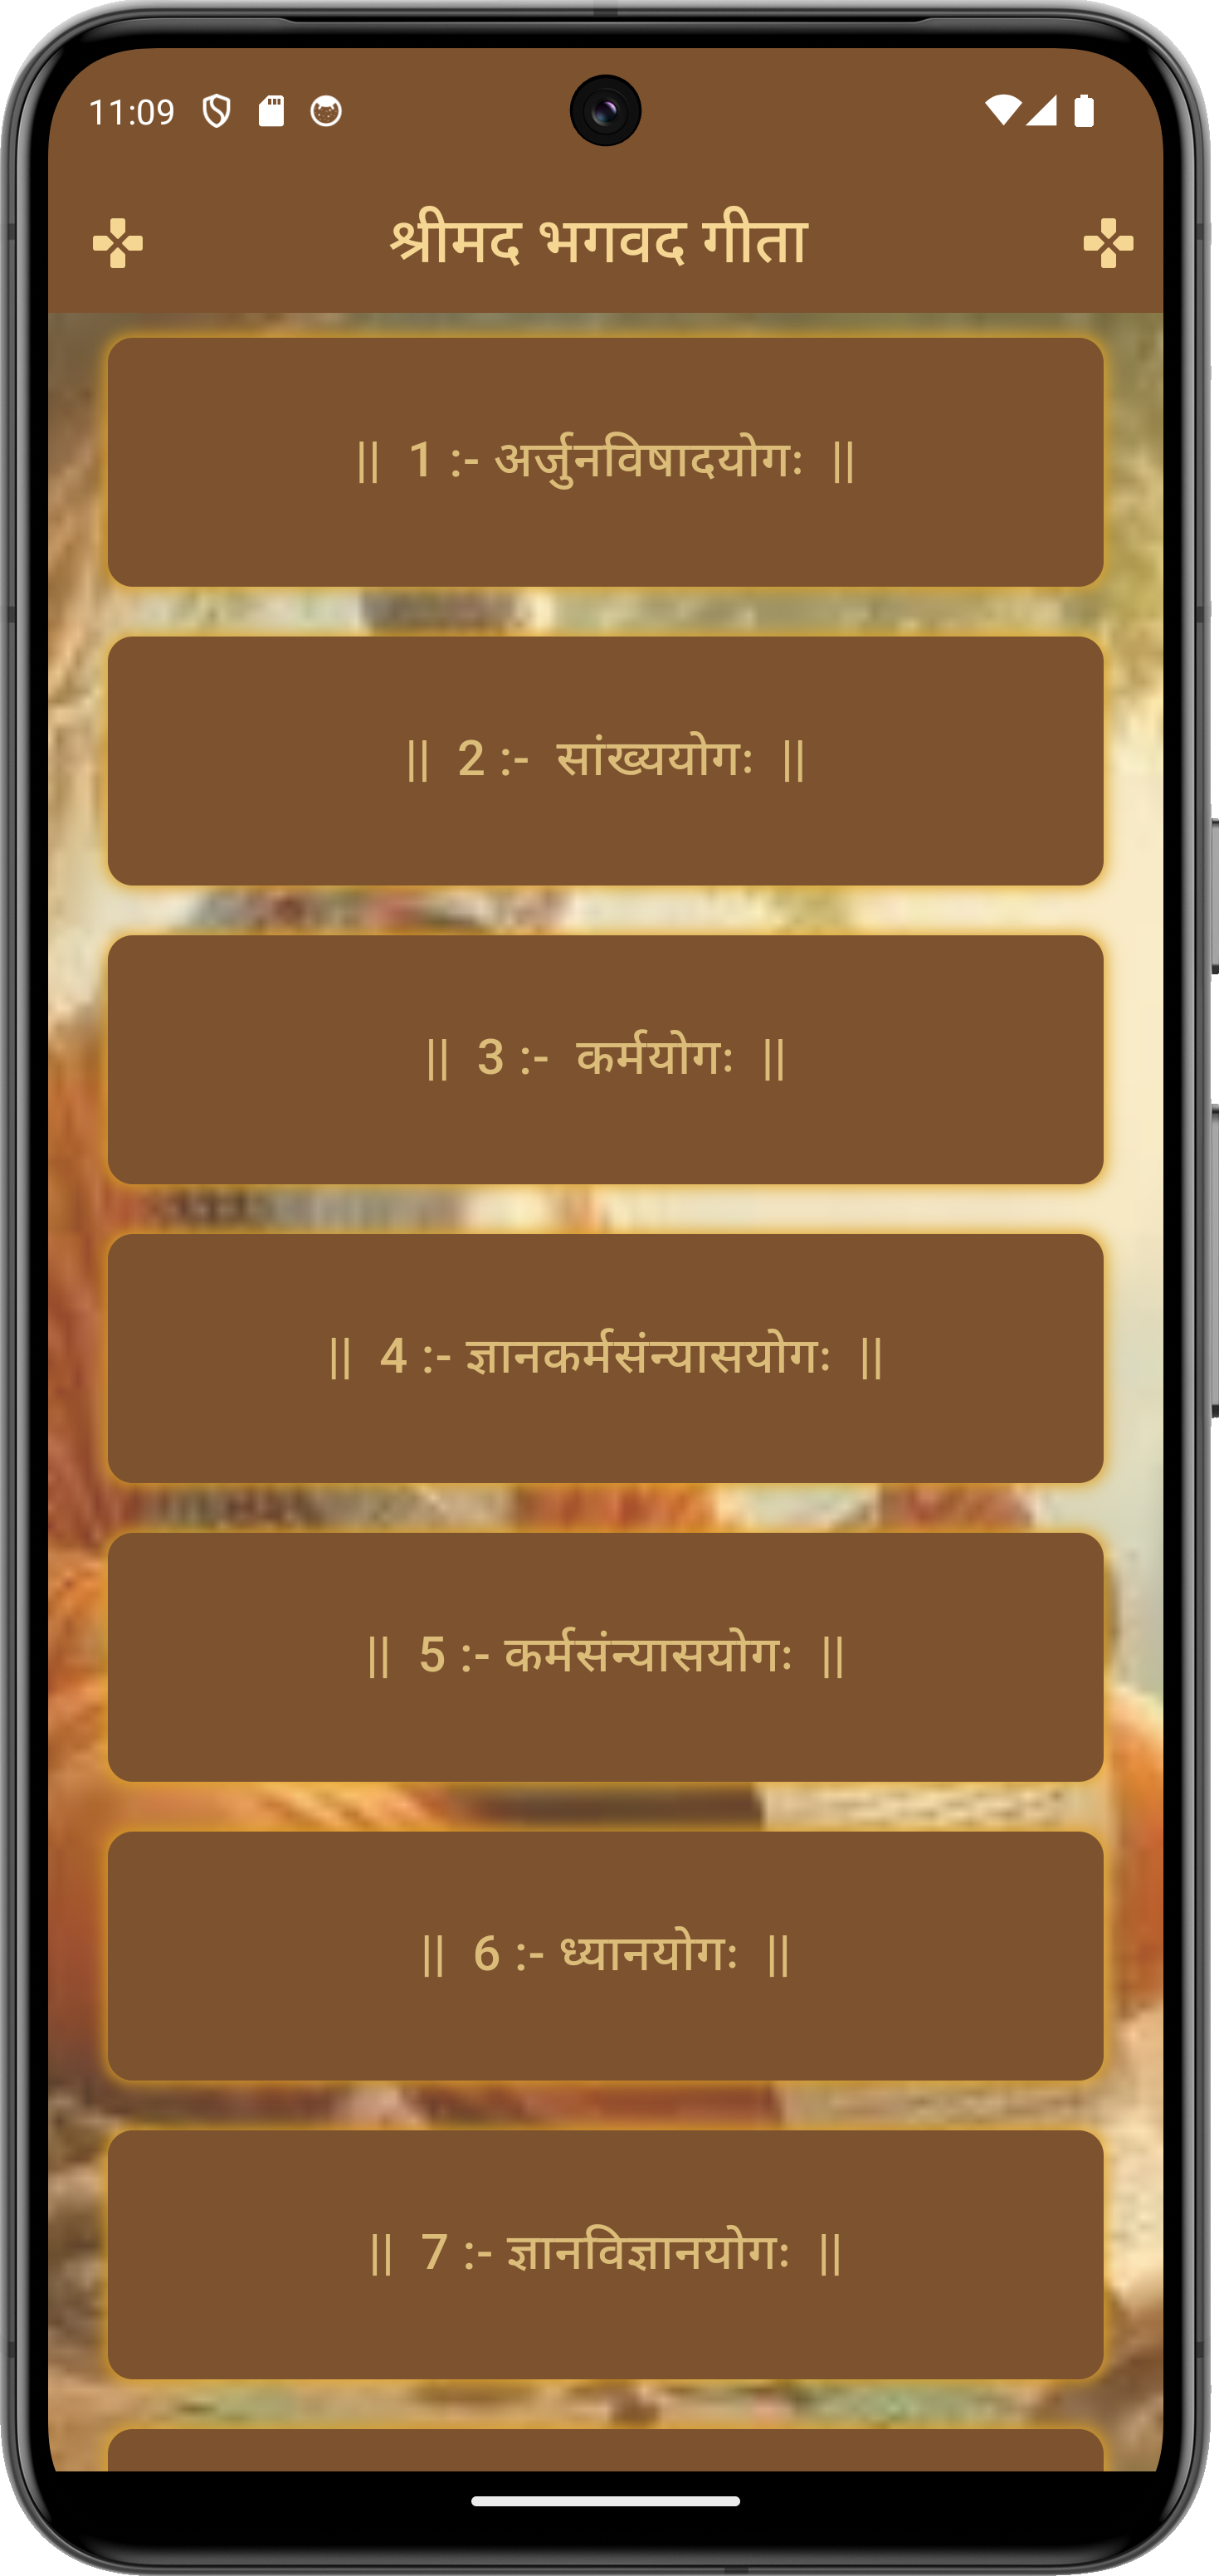 11:09
श्रीमद भगवद गीता
|| 1 :- अर्जुनविषादयोगः ||
|| 2 :- सांख्ययोगः ||
|| 3 :- कर्मयोगः ||
|| 4 :- ज्ञानकर्मसंन्यासयोगः ||
|| 5 :- कर्मसंन्यासयोगः ||
|| 6 :- ध्यानयोगः ||
|| 7 :- ज्ञानविज्ञानयोगः ||